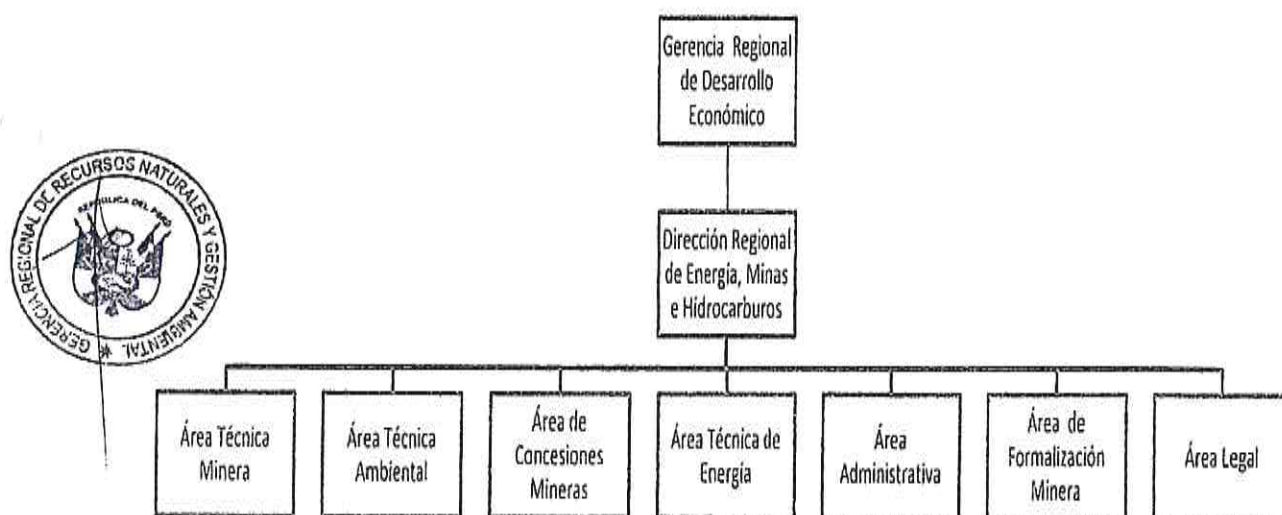 Gerencia Regional
de Desarrollo
Económico
GERENCIA REGIONAL DE RECURSOS NATURALES Y GESTIÓN AMBIENTAL
REPÚBLICA DEL PERÚ
Dirección Regional
de Energía, Minas
e Hidrocarburos
Área Técnica
Minera
Área Técnica
Ambiental
Área de
Concesiones
Mineras
Área Técnica de
Energía
Área
Administrativa
Área de
Formalización
Minera
Área Legal